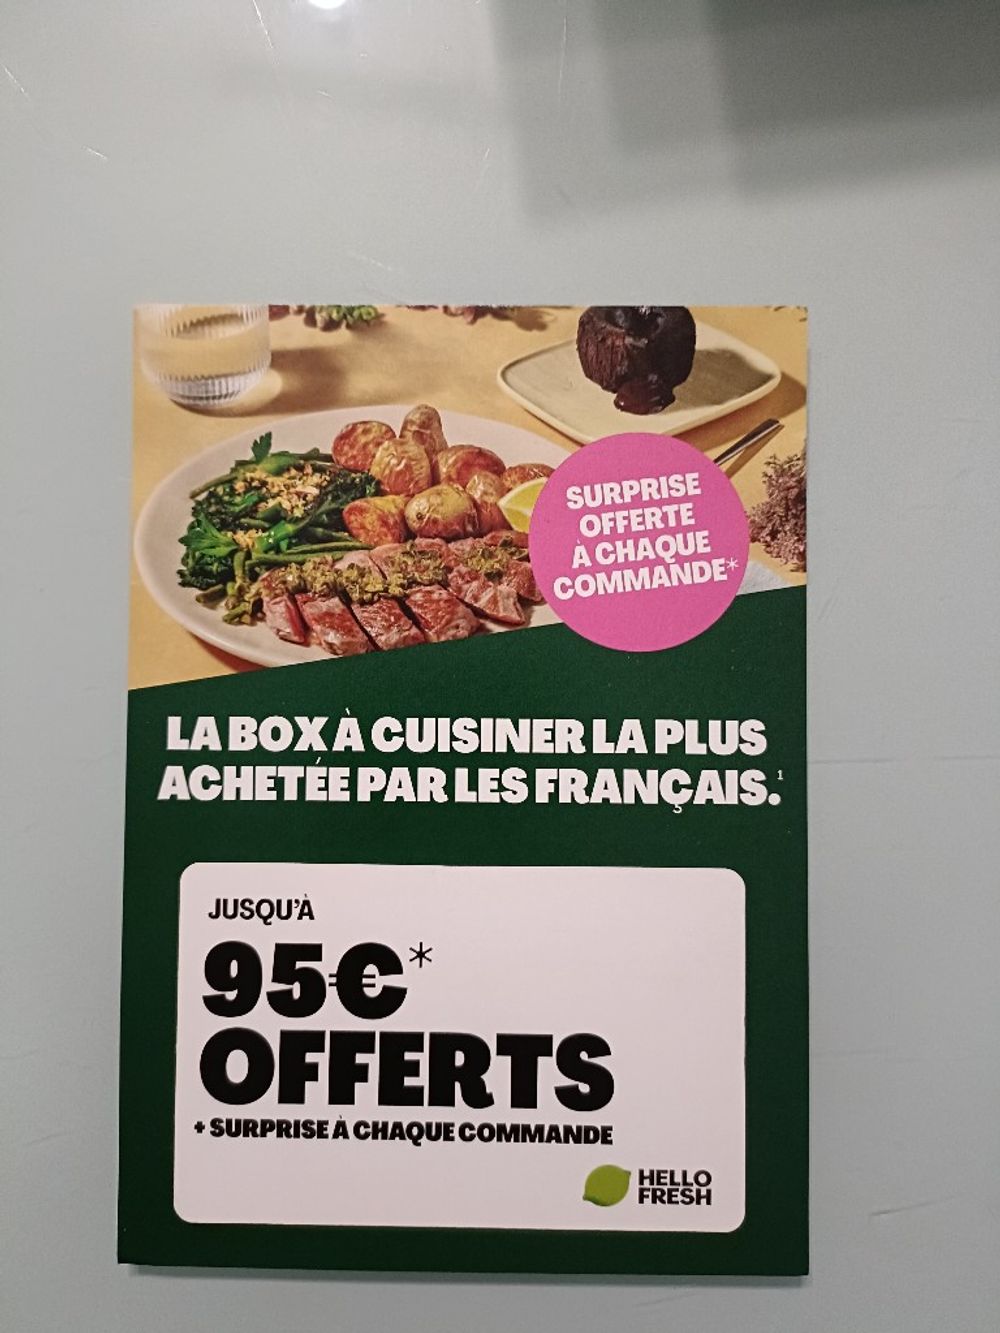 SURPRISE
OFFERTE
À CHAQUE
COMMANDE*
LA BOX À CUISINER LA PLUS
ACHETÉE PAR LES FRANÇAIS.¹
JUSQU'À
95€*
OFFERTS
+ SURPRISE À CHAQUE COMMANDE
HELLO
FRESH